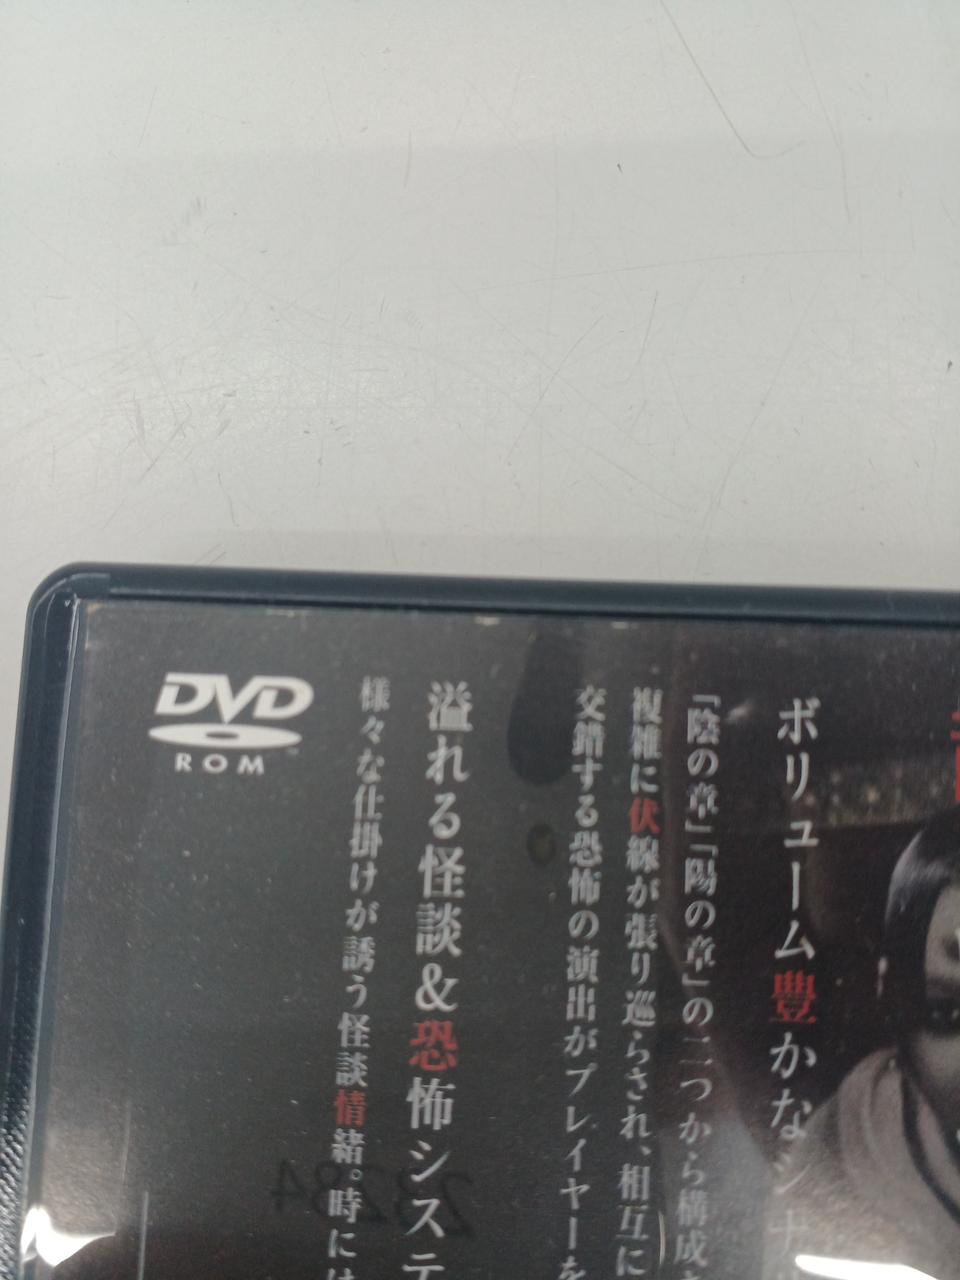 ボリューム豊かなシナ
「陰の章」「陽の章」の二つから構成
複雑に伏線が張り巡らされ、相互に
交錯する恐怖の演出がプレイヤーを
溢れる怪談&恐怖システ
様々な仕掛けが誘う怪談情緒。時には
DVD
ROM
23284